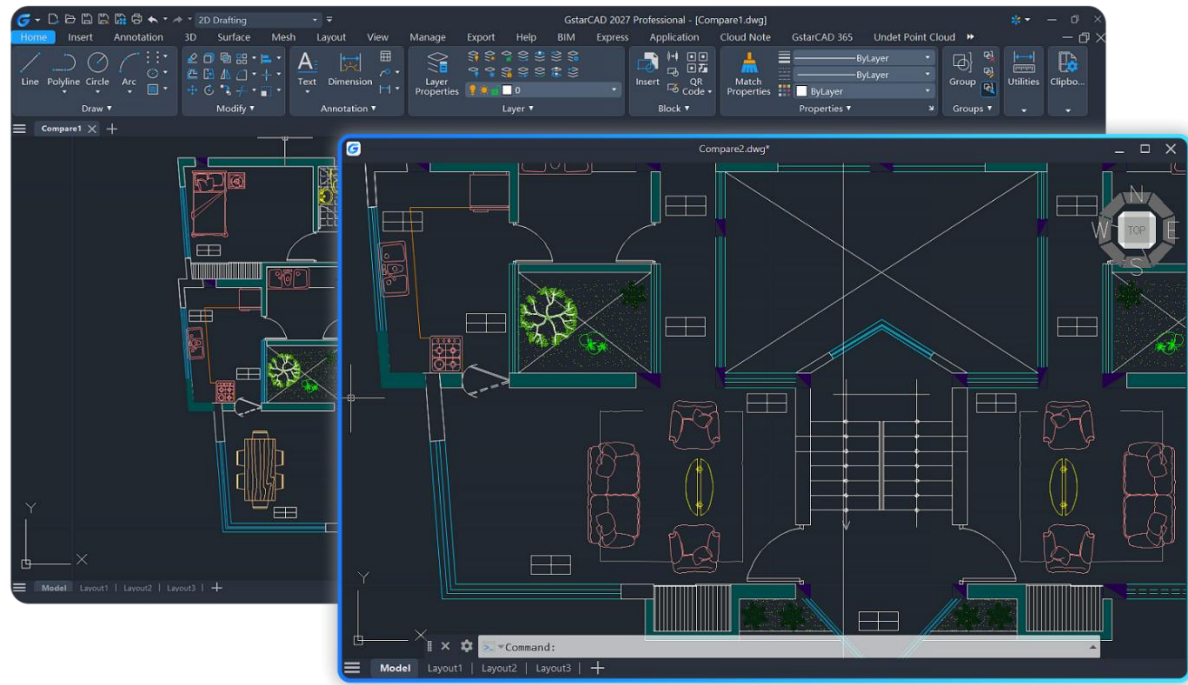 2D Drafting
GstarCAD 2027 Professional - [Compare1.dwg]
Home Insert Annotation 3D Surface Mesh Layout View Manage Export Help BIM Express Application Cloud Note GstarCAD 365 Undet Point Cloud
Line Polyline Circle Arc
Text Dimension
Layer Properties
0
Insert
QR Code
Match Properties
ByLayer
ByLayer
ByLayer
Group
Utilities
Clipbo...
Draw Modify Annotation Layer Block Properties Groups
Compare1
Compare2.dwg*
N
W TOP E
S
Y
X
Y
X
Command:
Model Layout1 | Layout2 | Layout3 |
Model Layout1 | Layout2 | Layout3 |